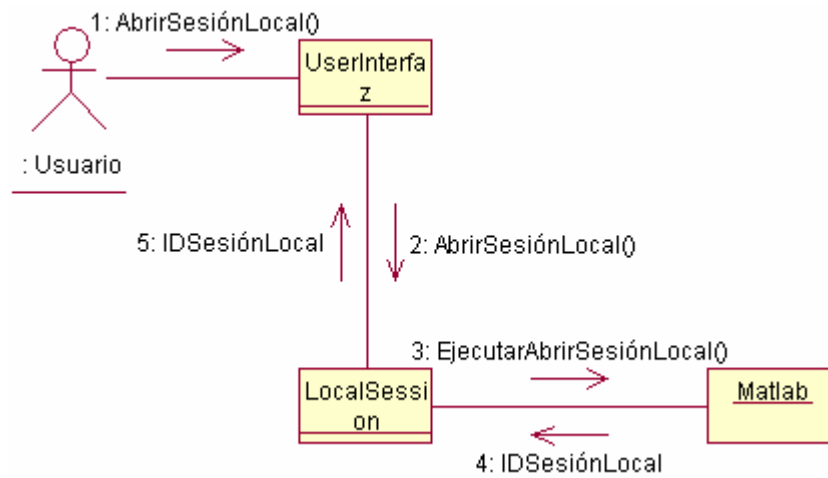 1: AbrirSesiónLocal()
UserInterfa
z
: Usuario
5: IDSesiónLocal
2: AbrirSesiónLocal()
3: EjecutarAbrirSesiónLocal()
LocalSessi
on
Matlab
4: IDSesiónLocal